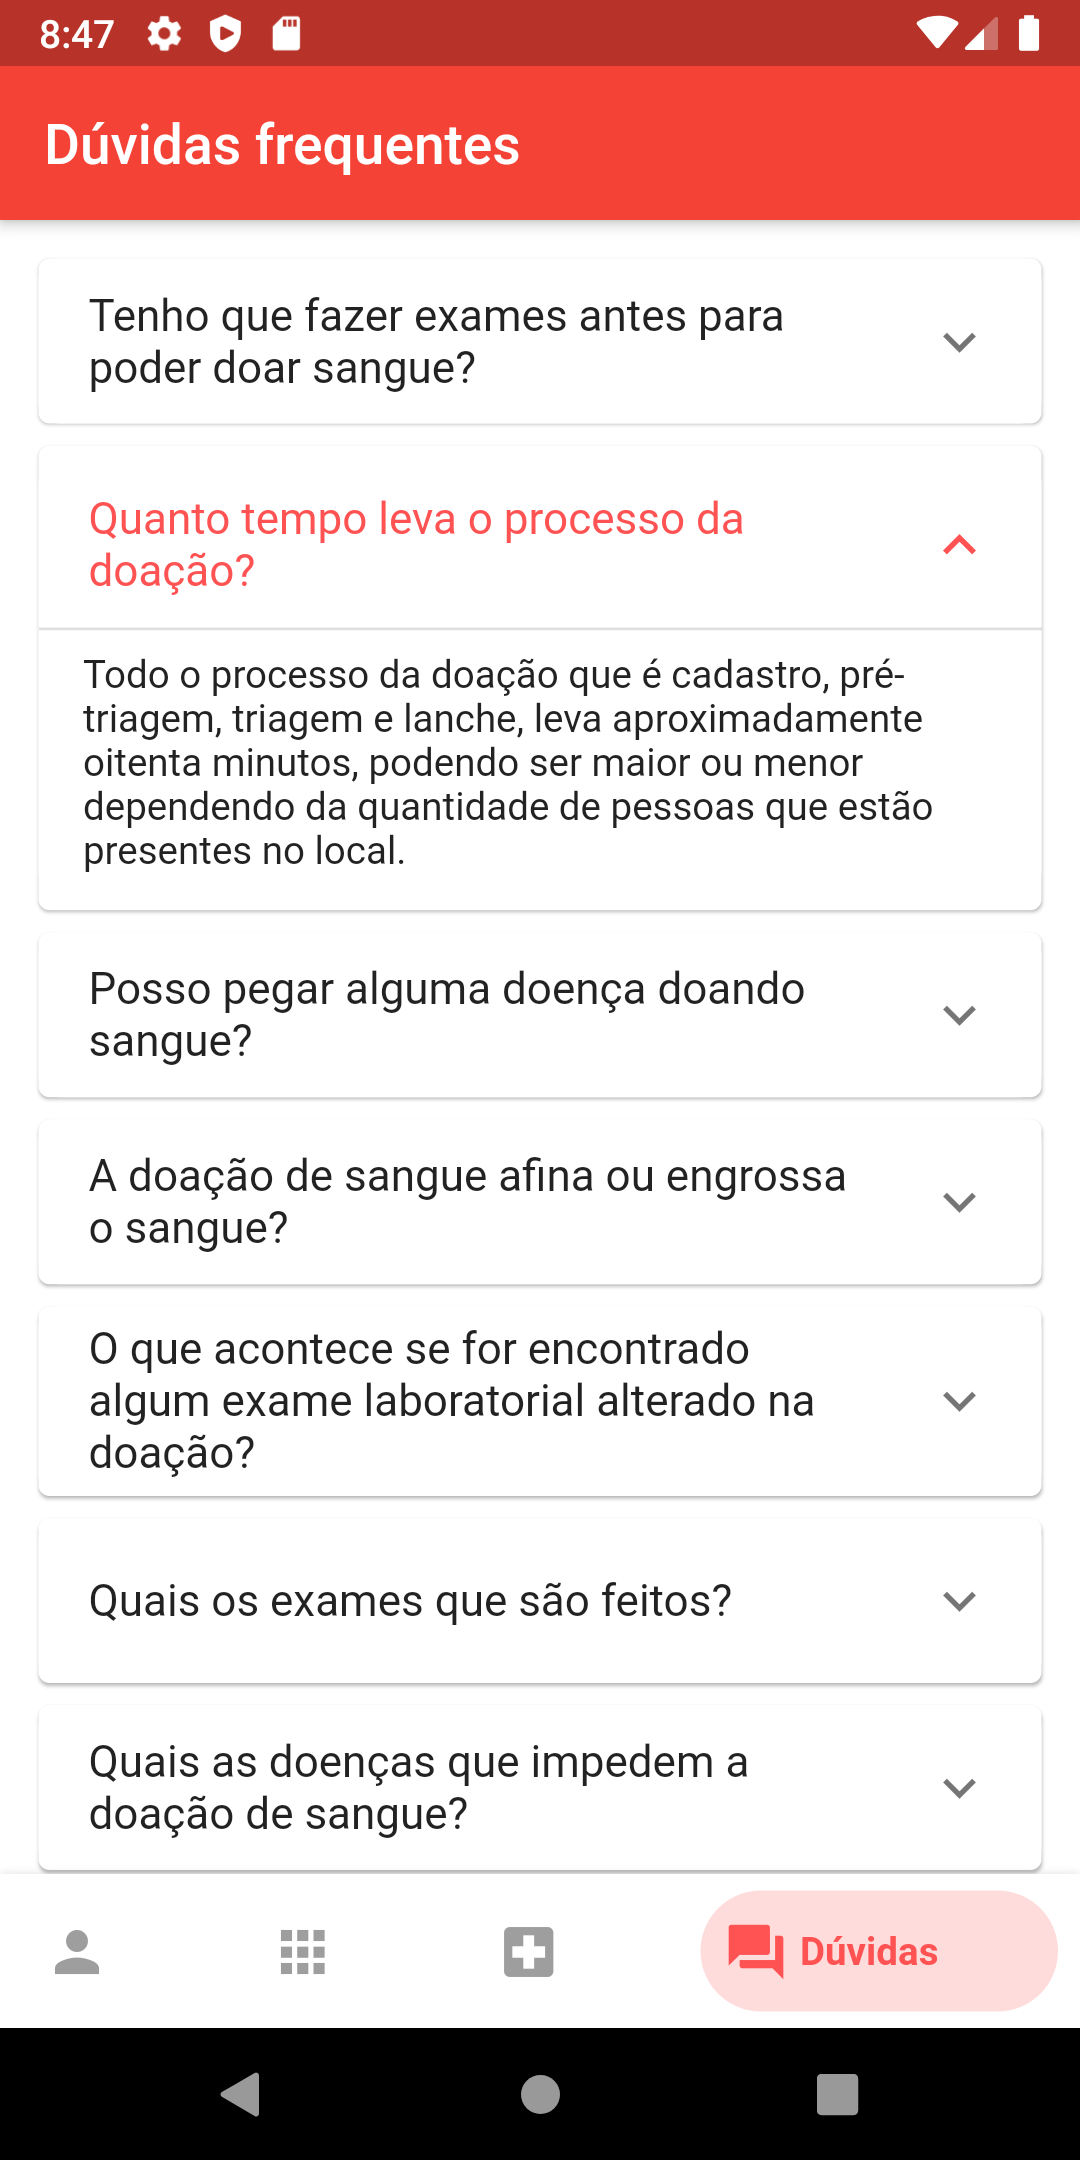 8:47
Dúvidas frequentes
Tenho que fazer exames antes para
poder doar sangue?
Quanto tempo leva o processo da
doação?
Todo o processo da doação que é cadastro, pré-
triagem, triagem e lanche, leva aproximadamente
oitenta minutos, podendo ser maior ou menor
dependendo da quantidade de pessoas que estão
presentes no local.
Posso pegar alguma doença doando
sangue?
A doação de sangue afina ou engrossa
o sangue?
O que acontece se for encontrado
algum exame laboratorial alterado na
doação?
Quais os exames que são feitos?
Quais as doenças que impedem a
doação de sangue?
Dúvidas